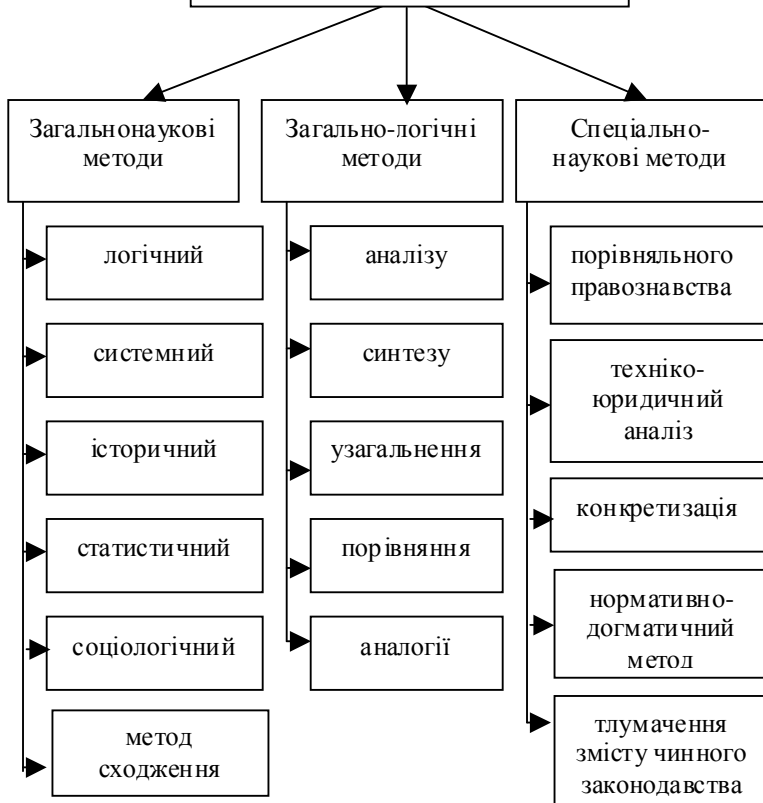 Загальнонаукові
методи
логічний
системний
історичний
статистичний
соціологічний
метод
сходження
Загально-логічні
методи
аналізу
синтезу
узагальнення
порівняння
аналогії
Спеціально-
наукові методи
порівняльного
правознавства
техніко-
юридичний
аналіз
конкретизація
нормативно-
догматичний
метод
тлумачення
змісту чинного
законодавства